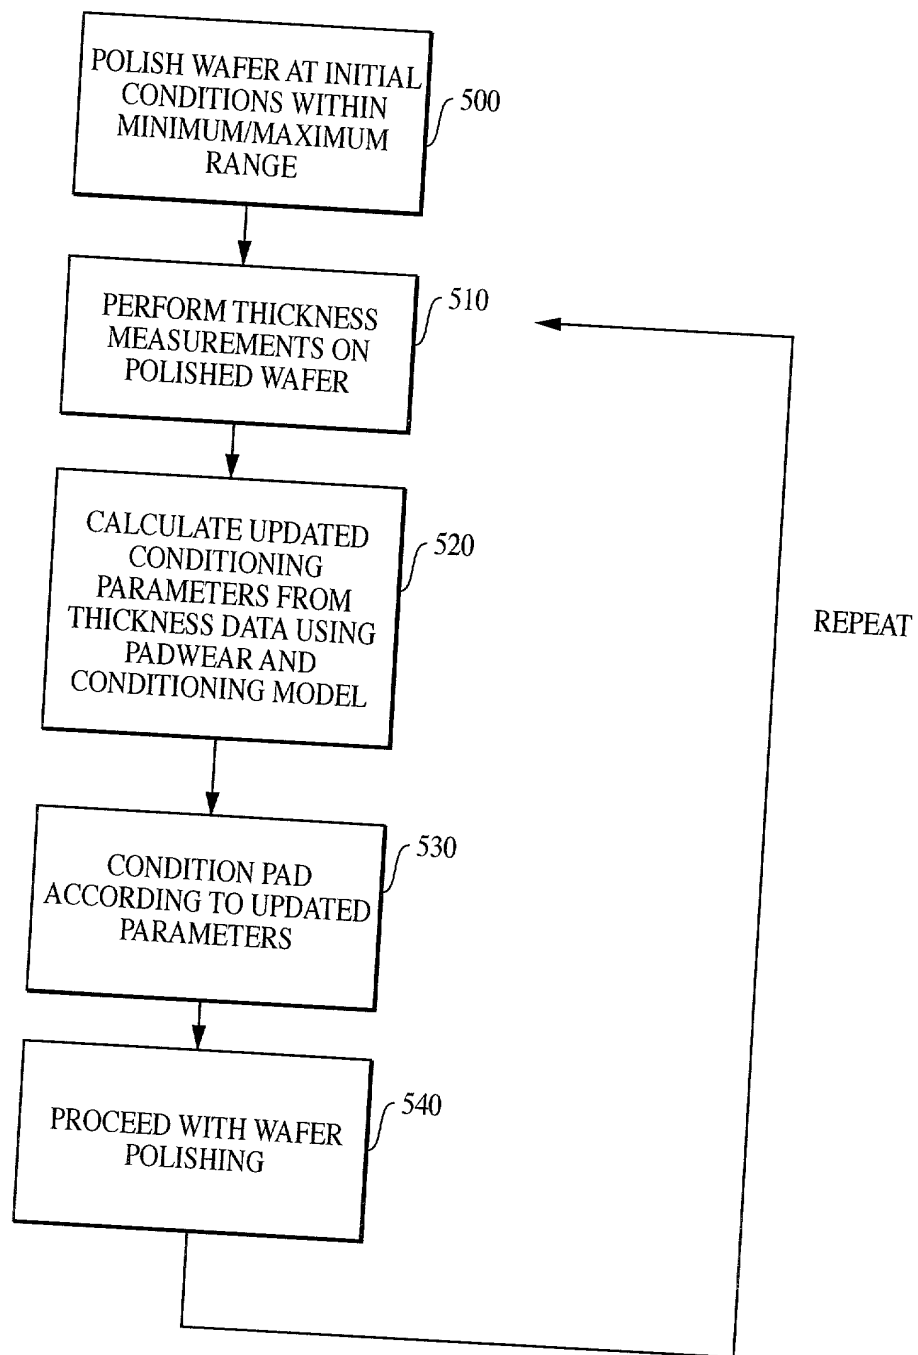 POLISH WAFER AT INITIAL
CONDITIONS WITHIN
MINIMUM/MAXIMUM
RANGE
500
PERFORM THICKNESS
MEASUREMENTS ON
POLISHED WAFER
510
CALCULATE UPDATED
CONDITIONING
PARAMETERS FROM
THICKNESS DATA USING
PADWEAR AND
CONDITIONING MODEL
520
REPEAT
CONDITION PAD
ACCORDING TO UPDATED
PARAMETERS
530
PROCEED WITH WAFER
POLISHING
540